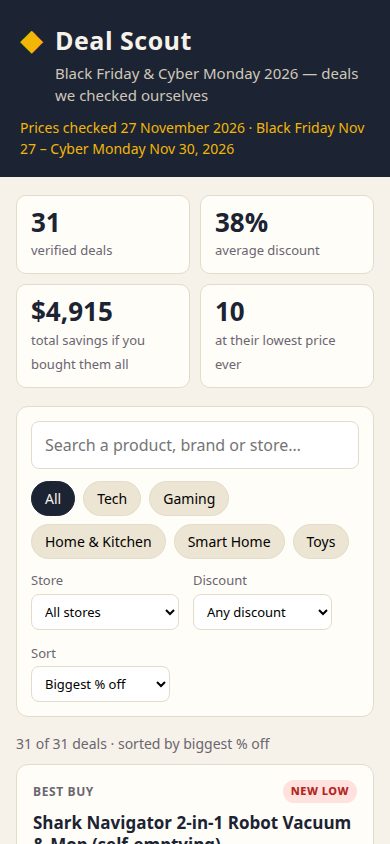 Deal Scout
Black Friday & Cyber Monday 2026 — deals
we checked ourselves
Prices checked 27 November 2026 · Black Friday Nov
27 – Cyber Monday Nov 30, 2026
31
verified deals
38%
average discount
$4,915
total savings if you
bought them all
10
at their lowest price
ever
Search a product, brand or store...
All
Tech
Gaming
Home & Kitchen
Smart Home
Toys
Store
All stores
Discount
Any discount
Sort
Biggest % off
31 of 31 deals · sorted by biggest % off
BEST BUY
NEW LOW
Shark Navigator 2-in-1 Robot Vacuum
& Mop (self-emptying)